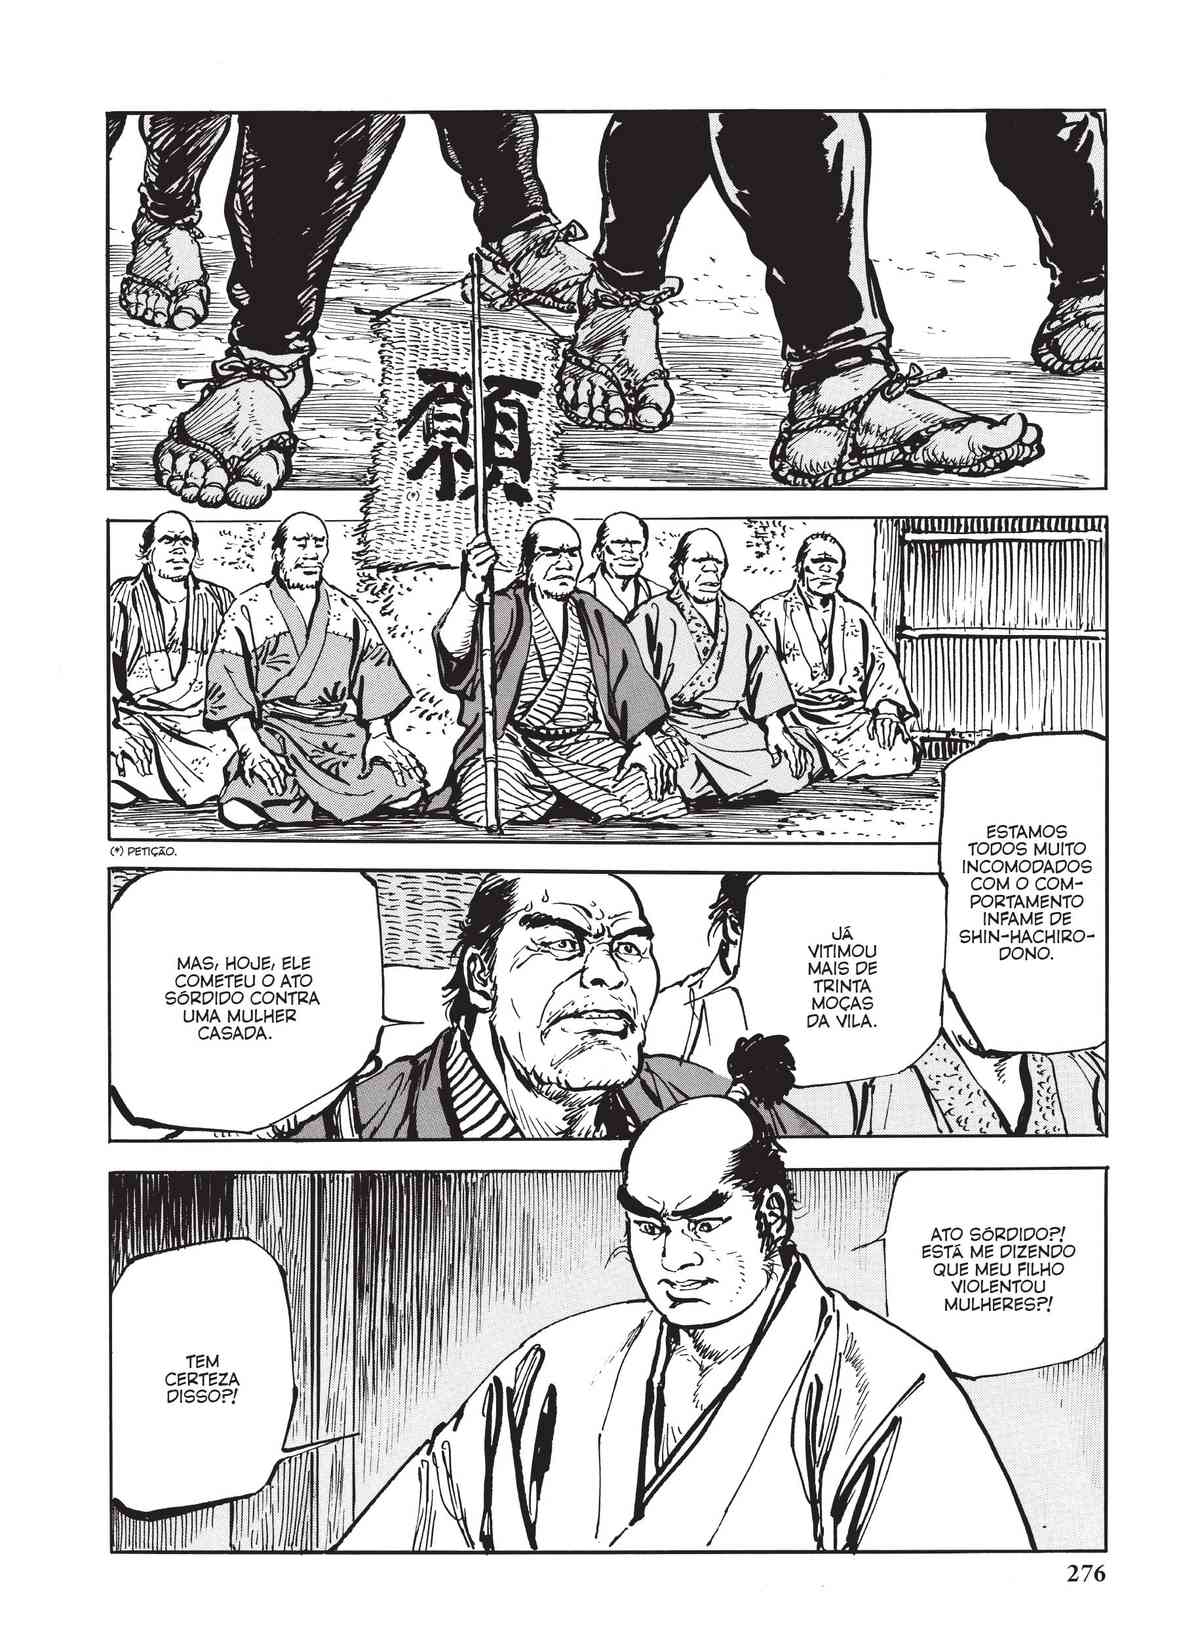 願
(*)
(*) PETIÇÃO.
ESTAMOS
TODOS MUITO
INCOMODADOS
COM O COM-
PORTAMENTO
INFAME DE
SHIN-HACHIRO-
DONO.
JÁ
VITIMOU
MAIS DE
TRINTA
MOÇAS
DA VILA.
MAS, HOJE, ELE
COMETEU O ATO
SÓRDIDO CONTRA
UMA MULHER
CASADA.
ATO SÓRDIDO?!
ESTÁ ME DIZENDO
QUE MEU FILHO
VIOLENTOU
MULHERES?!
TEM
CERTEZA
DISSO?!
276